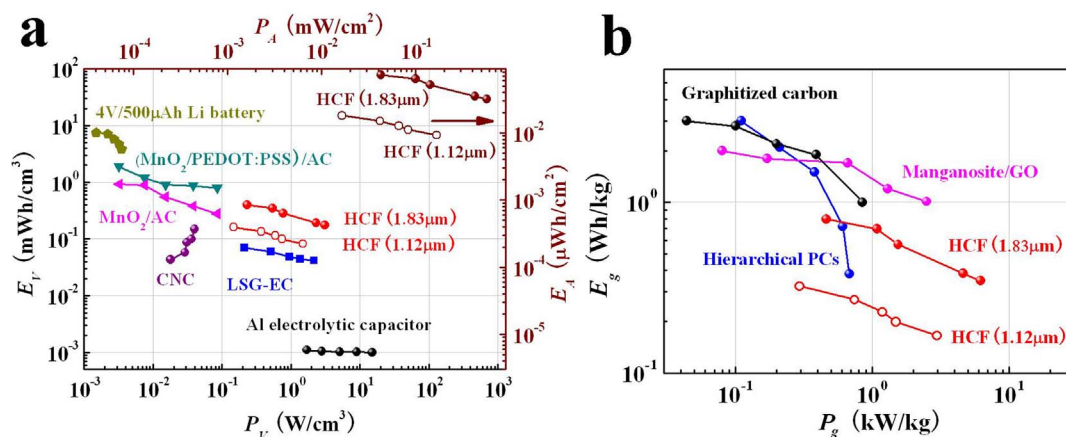 a
P_A (mW/cm²)
10⁻⁴ 10⁻³ 10⁻² 10⁻¹
10² 10¹ 10⁰ 10⁻¹ 10⁻² 10⁻³
E_V (mWh/cm³)
4V/500μAh Li battery
(MnO₂/PEDOT:PSS)/AC
MnO₂/AC
CNC
LSG-EC
Al electrolytic capacitor
HCF (1.83μm)
HCF (1.12μm)
HCF (1.83μm)
HCF (1.12μm)
10⁻² 10⁻³ 10⁻⁴ 10⁻⁵
E_A (μWh/cm²)
10⁻³ 10⁻² 10⁻¹ 10⁰ 10¹ 10² 10³
P_V (W/cm³)
b
Graphitized carbon
Manganosite/GO
Hierarchical PCs
HCF (1.83μm)
HCF (1.12μm)
10⁰ 10⁻¹
E_g (Wh/kg)
10⁻¹ 10⁰ 10¹
P_g (kW/kg)